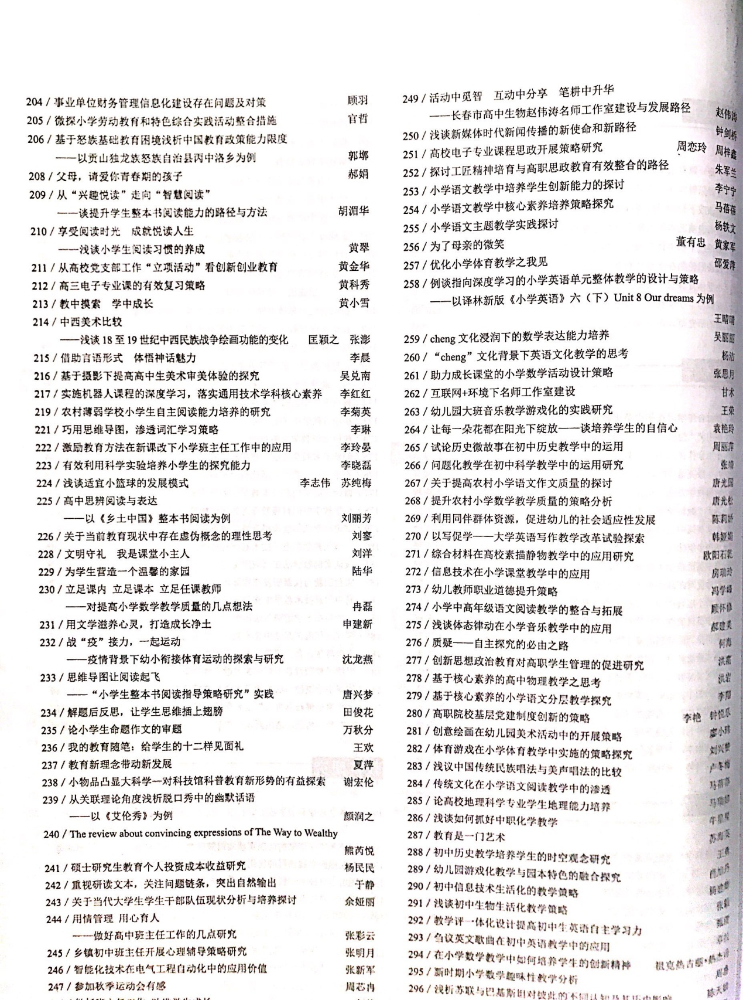 204 / 事业单位财务管理信息化建设存在问题及对策 顾羽
205 / 微探小学劳动教育和特色综合实践活动整合措施 官哲
206 / 基于怒族基础教育困境浅析中国教育政策能力限度
——以贡山独龙族怒族自治县丙中洛乡为例 郭墎
208 / 父母，请爱你青春期的孩子 郝娟
209 / 从“兴趣悦读”走向“智慧阅读”
——谈提升学生整本书阅读能力的路径与方法 胡湄华
210 / 享受阅读时光 成就悦读人生
——浅谈小学生阅读习惯的养成 黄翠
211 / 从高校党支部工作“立项活动”看创新创业教育 黄金华
212 / 高三电子专业课的有效复习策略 黄科秀
213 / 教中摸索 学中成长 黄小雪
214 / 中西美术比较
——浅谈 18 至 19 世纪中西民族战争绘画功能的变化 匡颖之 张澎
215 / 借助言语形式 体悟神话魅力 李晨
216 / 基于摄影下提高高中生美术审美体验的探究 吴兑南
217 / 实施机器人课程的深度学习，落实通用技术学科核心素养 李红红
219 / 农村薄弱学校小学生自主阅读能力培养的研究 李菊英
221 / 巧用思维导图，渗透词汇学习策略 李琳
222 / 激励教育方法在新课改下小学班主任工作中的应用 李玲晏
223 / 有效利用科学实验培养小学生的探究能力 李晓磊
224 / 浅谈适宜小篮球的发展模式 李志伟 苏纯梅
225 / 高中思辨阅读与表达
——以《乡土中国》整本书阅读为例 刘丽芳
226 / 关于当前教育现状中存在虚伪概念的理性思考 刘蓼
228 / 文明守礼 我是课堂小主人 刘洋
229 / 为学生营造一个温馨的家园 陆华
230 / 立足课内 立足课本 立足任课教师
——对提高小学数学教学质量的几点想法 冉磊
231 / 用文学滋养心灵，打造成长净土 申建新
232 / 战“疫”接力，一起运动
——疫情背景下幼小衔接体育运动的探索与研究 沈龙燕
233 / 思维导图让阅读起飞
——“小学生整本书阅读指导策略研究”实践 唐兴梦
234 / 解题后反思，让学生思维插上翅膀 田俊花
235 / 论小学生命题作文的审题 万秋分
236 / 我的教育随笔：给学生的十二样见面礼 王欢
237 / 教育新理念带动新发展 夏萍
238 / 小物品凸显大科学—对科技馆科普教育新形势的有益探索 谢宏伦
239 / 从关联理论角度浅析脱口秀中的幽默话语
——以《艾伦秀》为例 颜润之
240 / The review about convincing expressions of The Way to Wealthy
熊芮悦
241 / 硕士研究生教育个人投资成本收益研究 杨民民
242 / 重视研读文本，关注问题链条，突出自然输出 于静
243 / 关于当代大学生学生干部队伍现状分析与培养探讨 余娅丽
244 / 用情管理 用心育人
——做好高中班主任工作的几点研究 张彩云
245 / 乡镇初中班主任开展心理辅导策略研究 张明月
246 / 智能化技术在电气工程自动化中的应用价值 张新军
247 / 参加秋季运动会有感 周芯冉
249 / 活动中觅智 互动中分享 笔耕中升华
——长春市高中生物赵伟涛名师工作室建设与发展路径 赵伟涛
250 / 浅谈新媒体时代新闻传播的新使命和新路径 钟剑桥
251 / 高校电子专业课程思政开展策略研究 周恋玲 周梓鑫
252 / 探讨工匠精神培育与高职思政教育有效整合的路径 朱军兰
253 / 小学语文教学中培养学生创新能力的探讨 李宁宁
254 / 小学语文教学中核心素养培养策略探究 马蓓蓓
255 / 小学语文主题教学实践探讨 杨轶文
256 / 为了母亲的微笑 董有忠 黄家军
257 / 优化小学体育教学之我见 邵爱萍
258 / 例谈指向深度学习的小学英语单元整体教学的设计与策略
——以译林新版《小学英语》六（下）Unit 8 Our dreams 为例
王晴晴
259 / cheng 文化浸润下的数学表达能力培养 吴丽丽
260 / “cheng”文化背景下英语文化教学的思考 杨洁
261 / 助力成长课堂的小学数学活动设计策略 张思月
262 / 互联网+环境下名师工作室建设 甘术
263 / 幼儿园大班音乐教学游戏化的实践研究 王荣
264 / 让每一朵花都在阳光下绽放——谈培养学生的自信心 袁艳玲
265 / 试论历史微故事在初中历史教学中的运用 周丽萍
266 / 问题化教学在初中科学教学中的运用研究 张靖
267 / 关于提高农村小学语文作文质量的探讨 唐光国
268 / 提升农村小学数学教学质量的策略分析 唐光松
269 / 利用同伴群体资源，促进幼儿的社会适应性发展 陈莉娇
270 / 以写促学——大学英语写作教学改革试验探索 韩娅娟
271 / 综合材料在高校素描静物教学中的应用研究 欧阳石乾
272 / 信息技术在小学课堂教学中的应用 房瑞玲
273 / 幼儿教师职业道德提升策略 冯学峰
274 / 小学中高年级语文阅读教学的整合与拓展 顾怀修
275 / 浅谈体态律动在小学音乐教学中的应用 郝建美
276 / 质疑——自主探究的必由之路 何海
277 / 创新思想政治教育对高职学生管理的促进研究
278 / 基于核心素养的高中物理教学之思考 洪岩
279 / 基于核心素养的小学语文分层教学探究
280 / 高职院校基层党建制度创新的策略 李艳 钟悦乐
281 / 创意绘画在幼儿园美术活动中的开展策略
282 / 体育游戏在小学体育教学中实施的策略探究
283 / 浅议中国传统民族唱法与美声唱法的比较
284 / 传统文化在小学语文阅读教学中的渗透
285 / 论高校地理科学专业学生地理能力培养
286 / 浅谈如何抓好中职化学教学
287 / 教育是一门艺术
288 / 初中历史教学培养学生的时空观念研究
289 / 幼儿园游戏化教学与园本特色的融合探究
290 / 初中信息技术生活化的教学策略
291 / 浅谈初中生物生活化教学策略
292 / 教学评一体化设计提高初中生英语自主学习力
293 / 刍议英文歌曲在初中英语教学中的应用
294 / 在小学数学教学中如何培养学生的创新精神
295 / 新时期小学数学趣味性教学分析
296 / 浅析苏联与巴基斯坦对彼此的不同认知及其历史影响